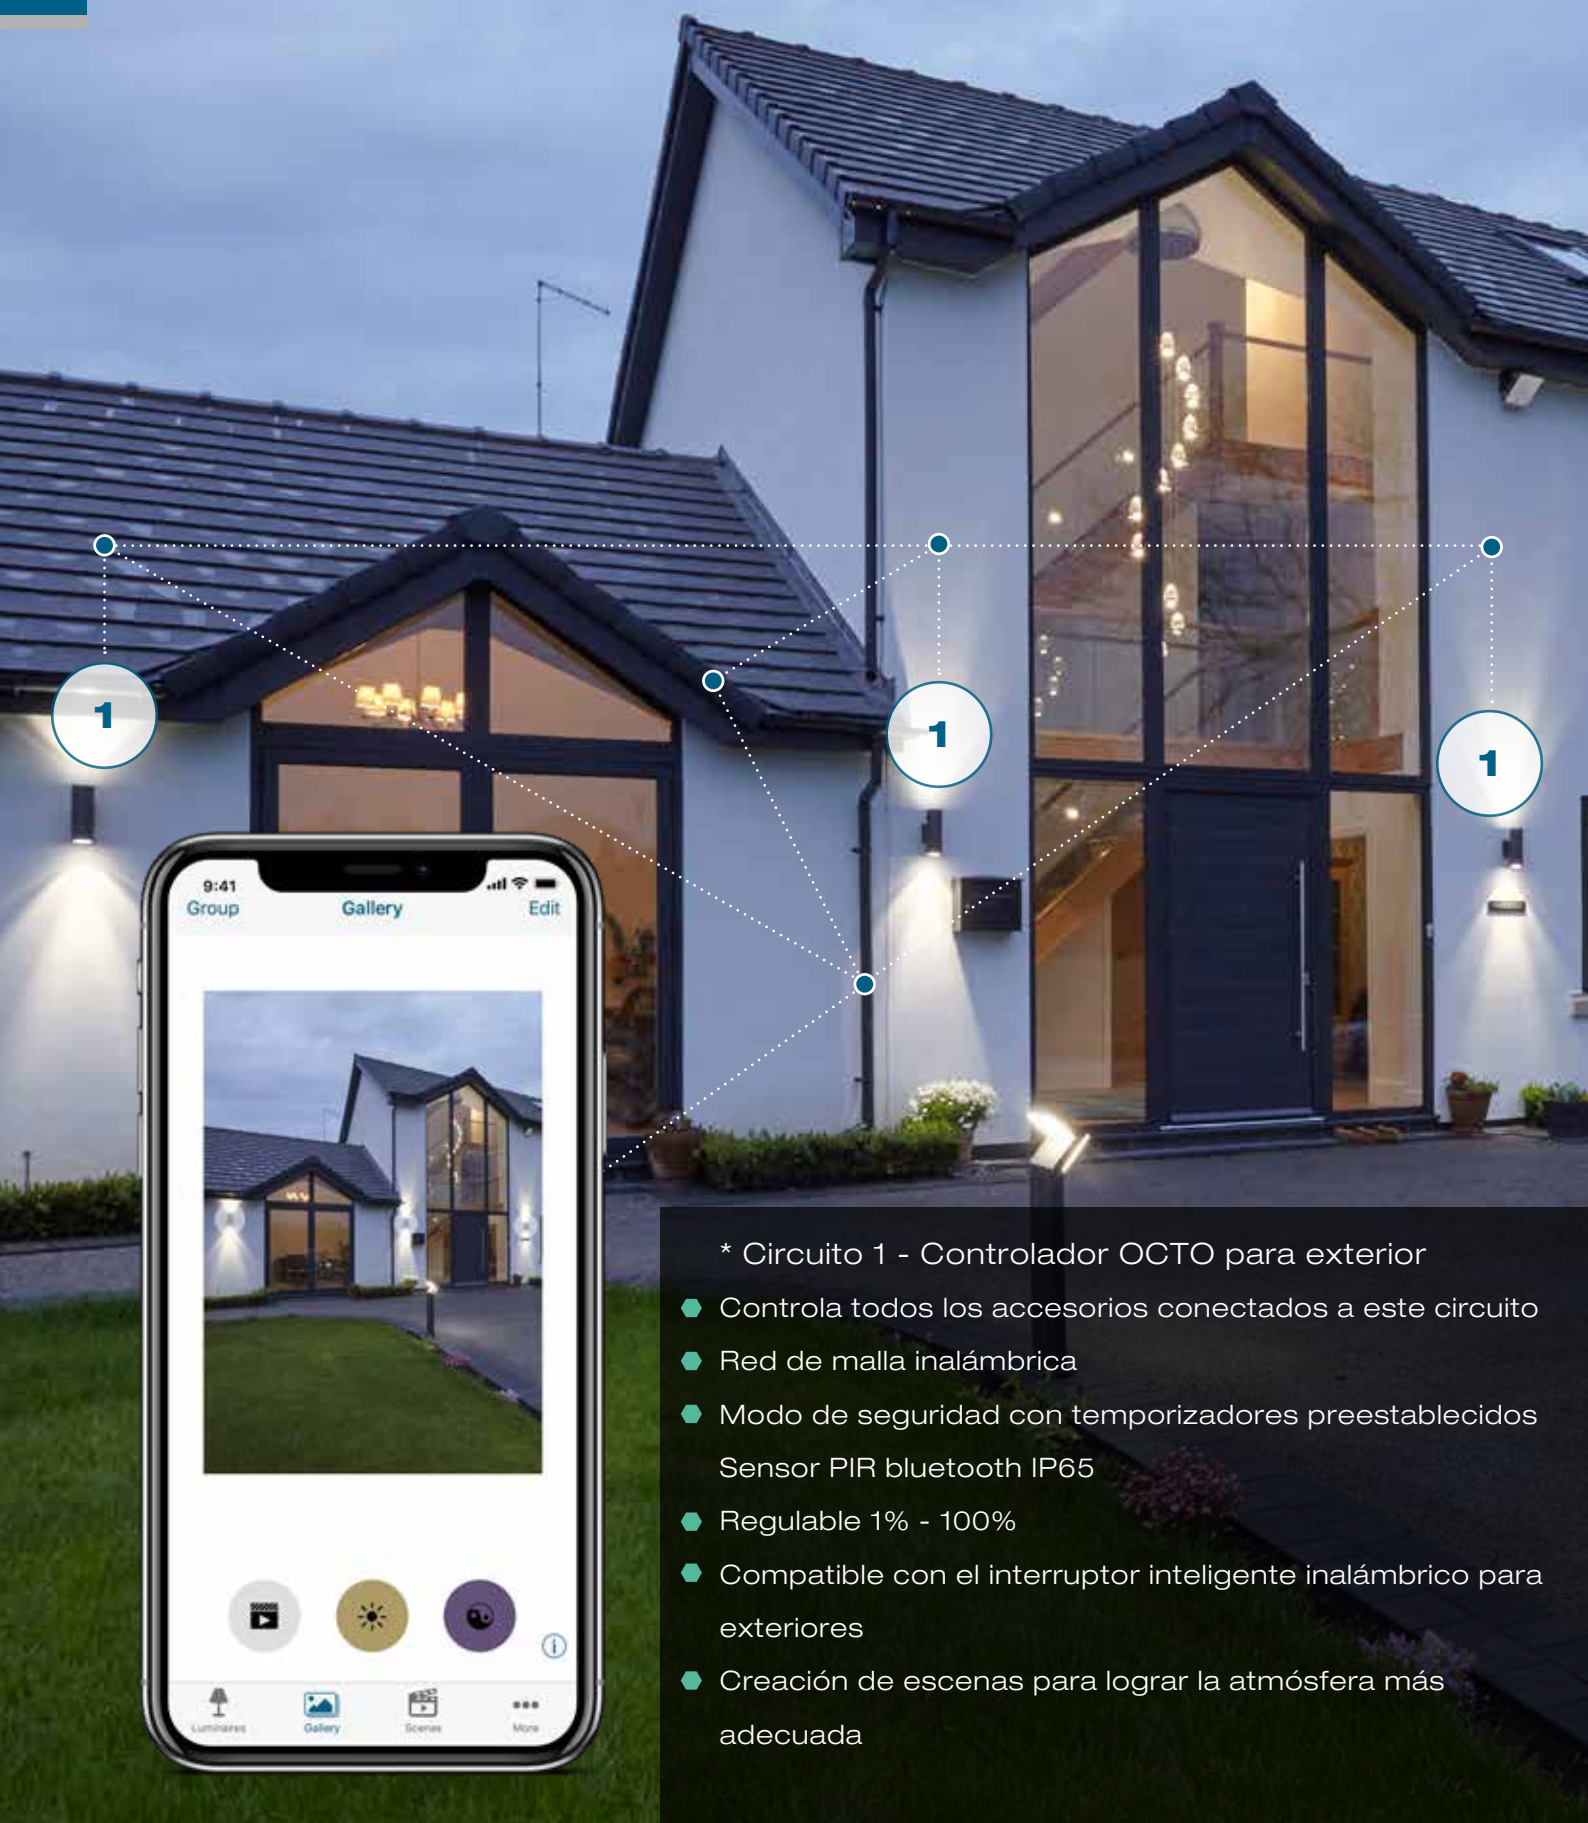 1
1
1
9:41
Group Gallery Edit
Luminaires Gallery Scenes More
* Circuito 1 - Controlador OCTO para exterior
Controla todos los accesorios conectados a este circuito
Red de malla inalámbrica
Modo de seguridad con temporizadores preestablecidos
Sensor PIR bluetooth IP65
Regulable 1% - 100%
Compatible con el interruptor inteligente inalámbrico para
exteriores
Creación de escenas para lograr la atmósfera más
adecuada